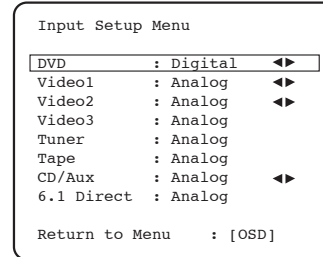 Input Setup Menu
DVD : Digital ◄►
Video1 : Analog ◄►
Video2 : Analog ◄►
Video3 : Analog
Tuner : Analog
Tape : Analog
CD/Aux : Analog ◄►
6.1 Direct : Analog
Return to Menu : [OSD]